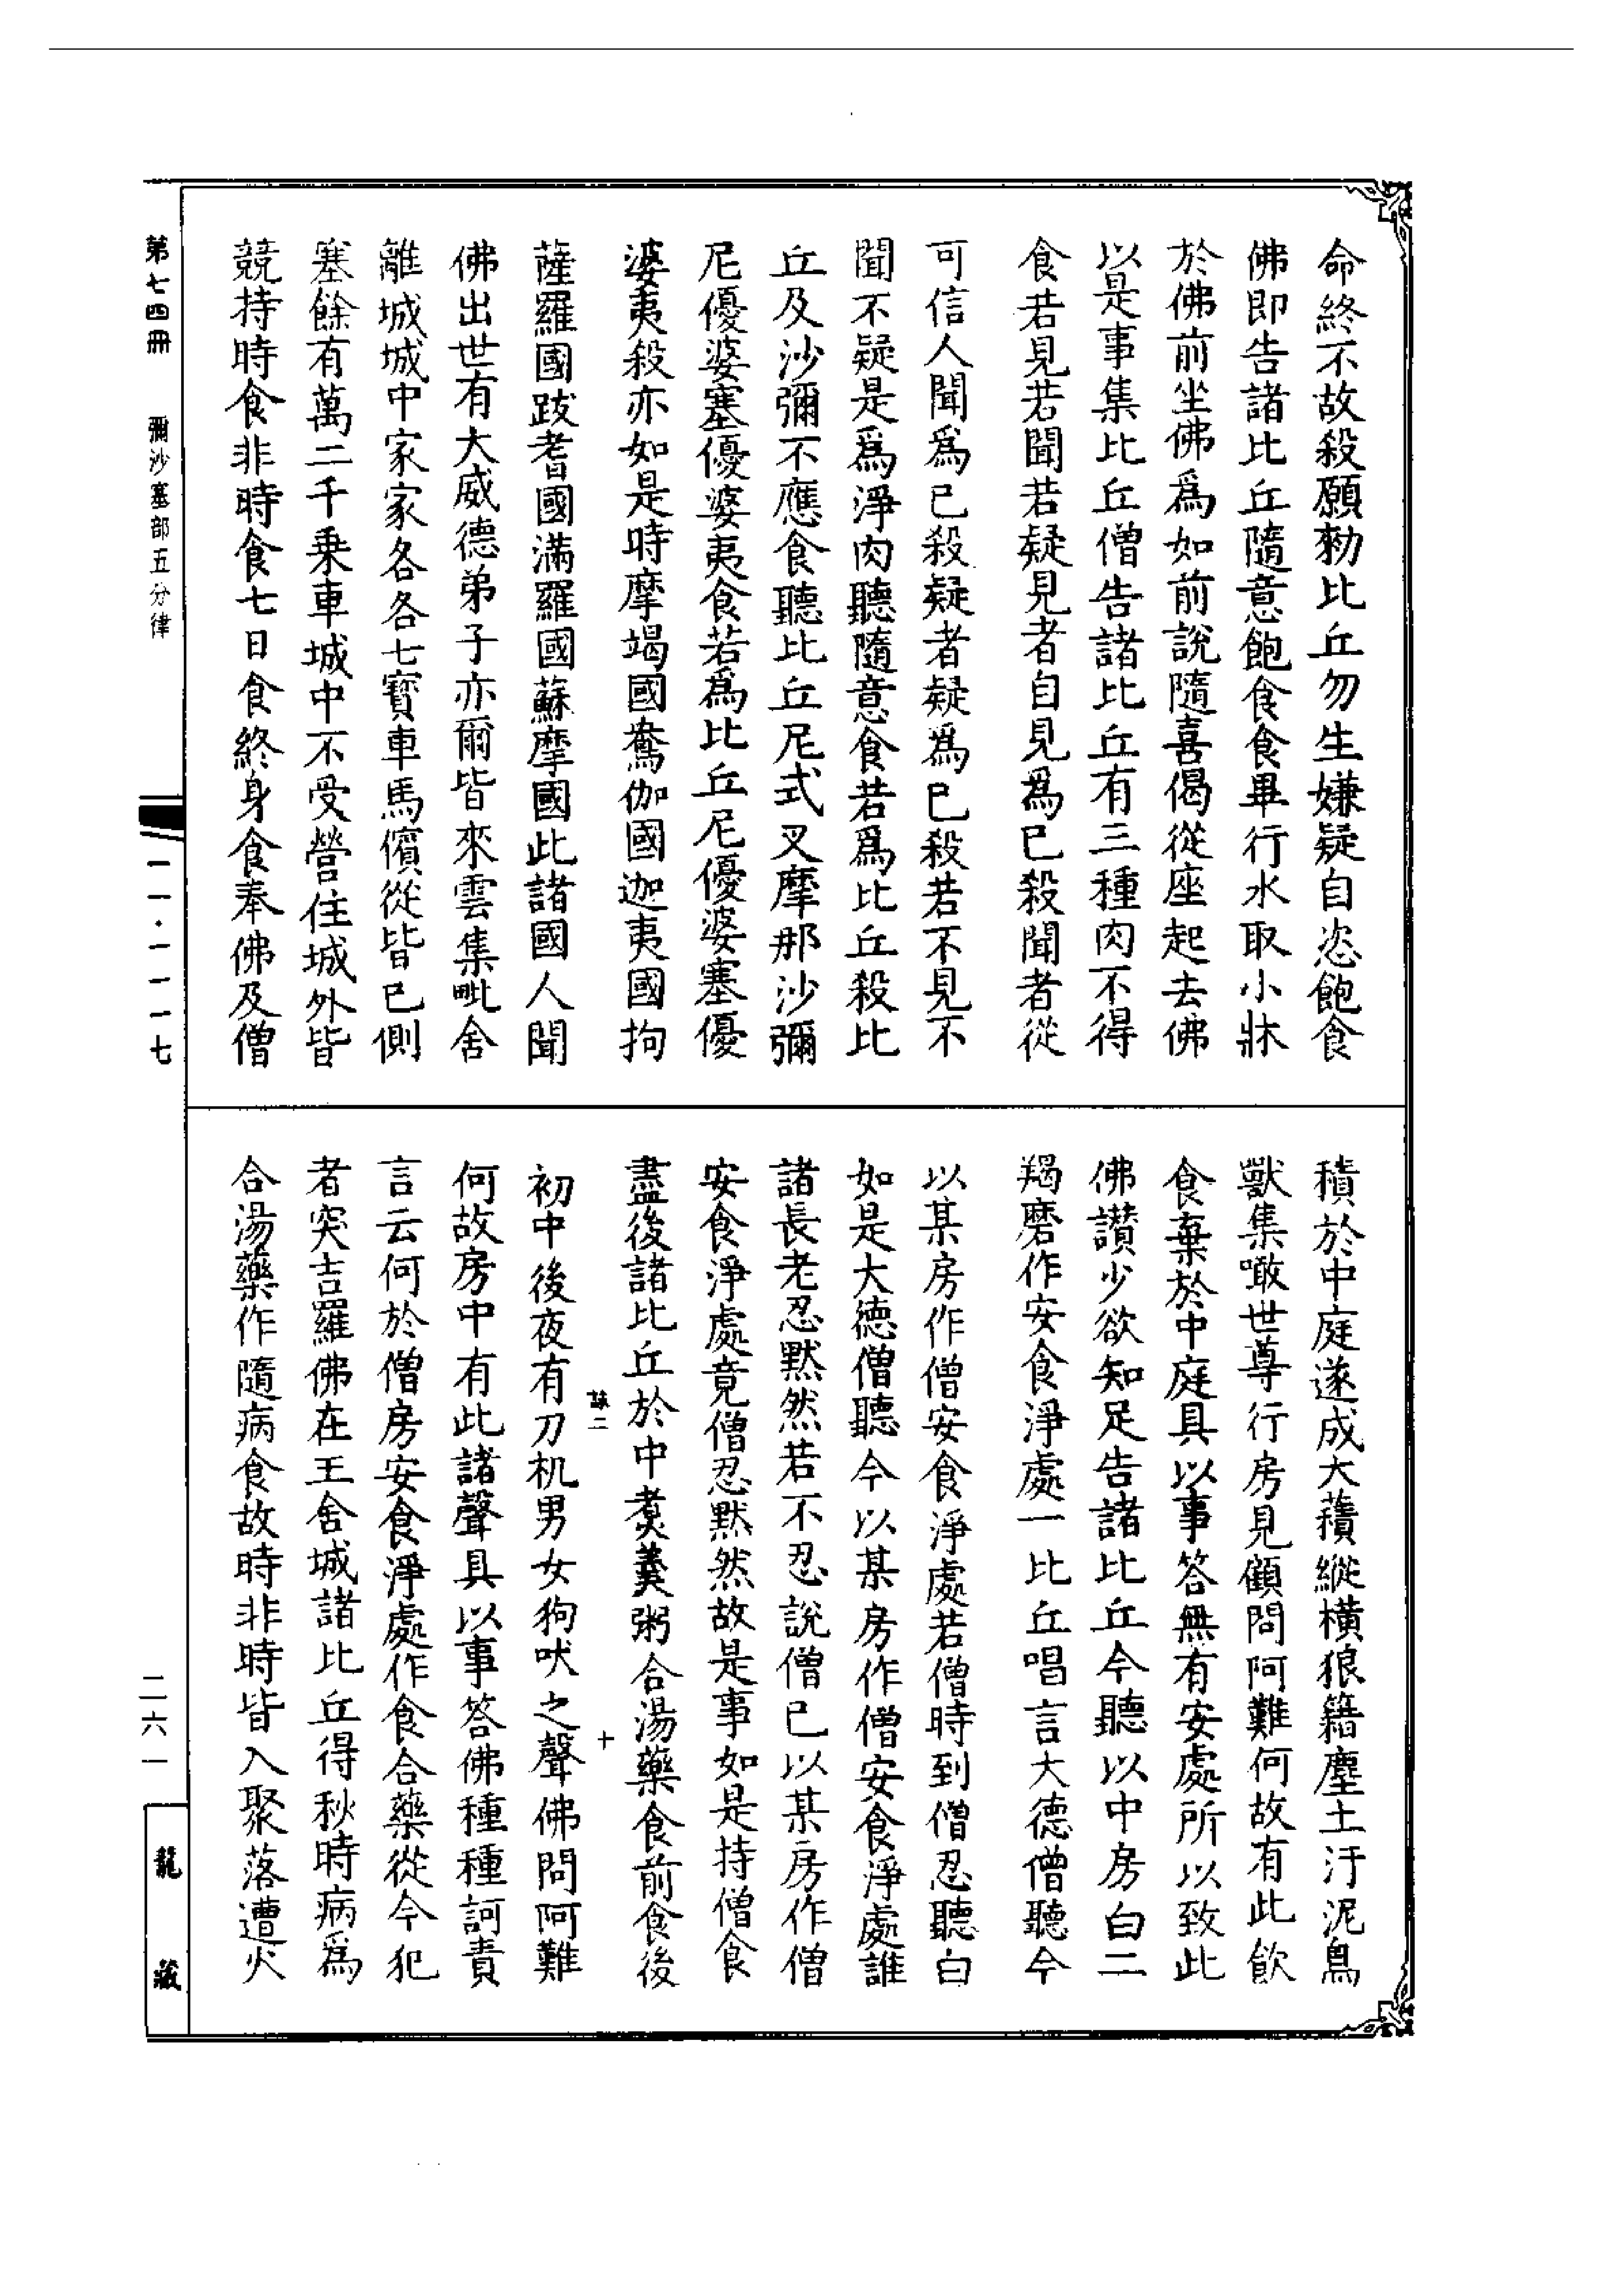 命終不故殺願勑比丘勿生嫌疑自恣飽食
佛即告諸比丘隨意飽食食畢行水取小牀
於佛前坐佛爲如前說隨喜偈從座起去佛
以是事集比丘僧告諸比丘有三種肉不得
食若見若聞若疑見者自見爲已殺聞者從
可信人聞爲已殺疑者疑爲已殺若不見不
聞不疑是爲淨肉聽隨意食若爲比丘殺比
丘及沙彌不應食聽比丘尼式叉摩那沙彌
尼優婆塞優婆夷食若爲比丘尼優婆塞優
婆夷殺亦如是時摩竭國鴦伽國迦夷國拘
薩羅國跋耆國滿羅國蘇摩國此諸國人聞
佛出世有大威德弟子亦爾皆來雲集毗舍
離城城中家家各各七寶車馬儐從皆已側
塞餘有萬二千乘車城中不受營住城外皆
競持時食非時食七日食終身食奉佛及僧
積於中庭遂成大𧂐縱橫狼籍塵土汙泥鳥
獸集噉世尊行房見顧問阿難何故有此飲
食棄於中庭具以事答無有安處所以致此
佛讚少欲知足告諸比丘今聽以中房白二
羯磨作安食淨處一比丘唱言大德僧聽今
以某房作僧安食淨處若僧時到僧忍聽白
如是大德僧聽今以某房作僧安食淨處誰
諸長老忍默然若不忍說僧已以某房作僧
安食淨處竟僧忍默然故是事如是持僧食
盡後諸比丘於中煑羹粥合湯藥食前食後
初中後夜有刀机男女狗吠之聲佛問阿難
何故房中有此諸聲具以事答佛種種訶責
言云何於僧房安食淨處作食合藥從今犯
者突吉羅佛在王舍城諸比丘得秋時病爲
合湯藥作隨病食故時非時皆入聚落遭火
二
十
第七四冊
彌沙塞部五分律
一一·一一一七
二六一
龍藏